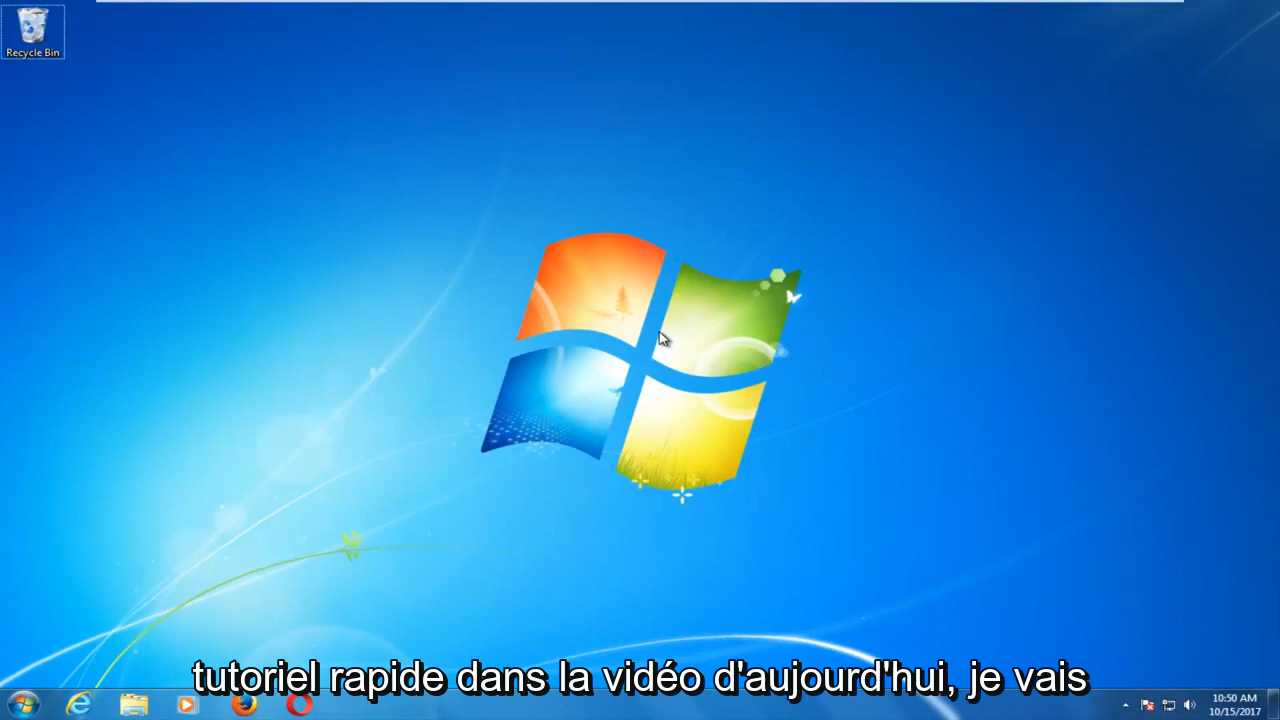 Recycle Bin
tutoriel rapide dans la vidéo d'aujourd'hui, je vais
10:50 AM
10/15/2017